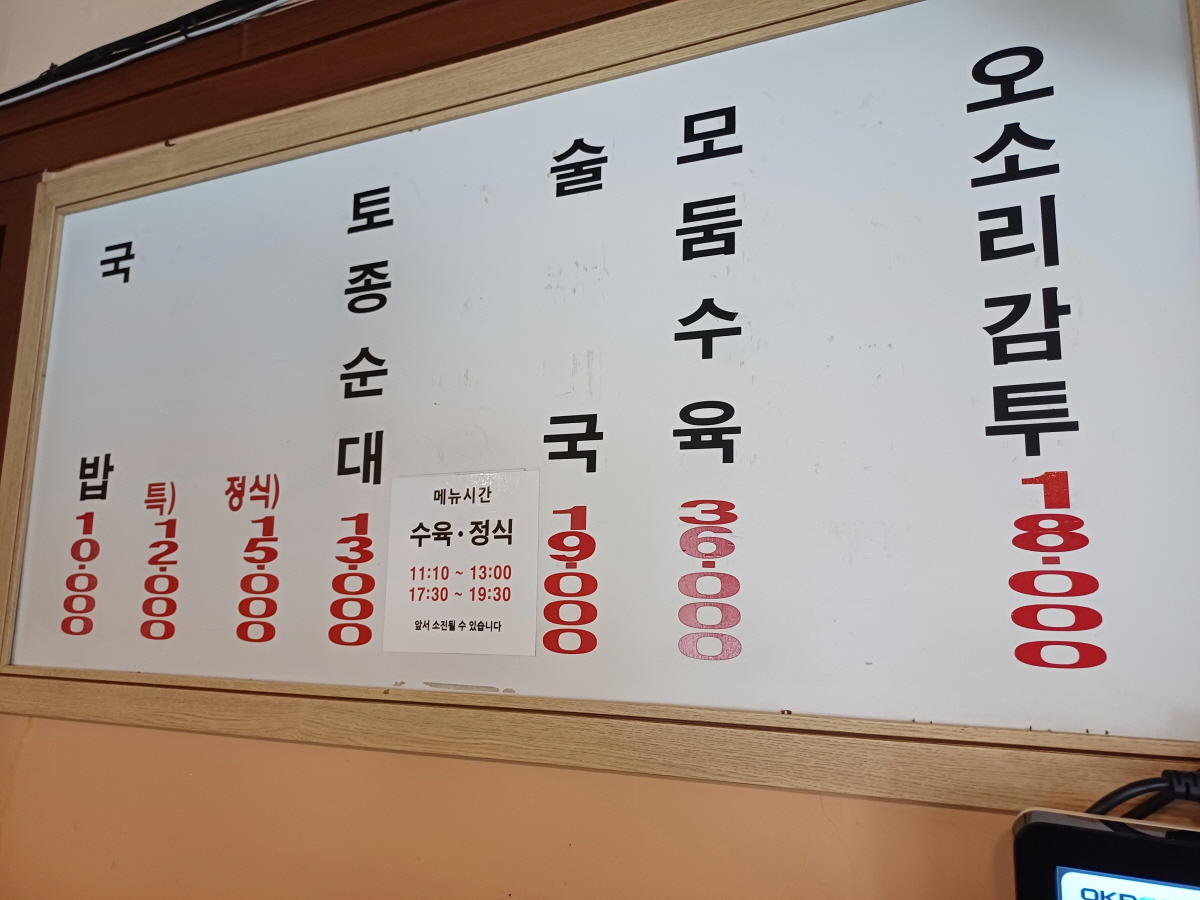 국밥
10.000
특)
12.000
정식)
15.000
토종순대
13.000
메뉴시간
수육·정식
11:10 ~ 13:00
17:30 ~ 19:30
앞서 소진될 수 있습니다
술국
19.000
모둠수육
36.000
오소리감투
18.000